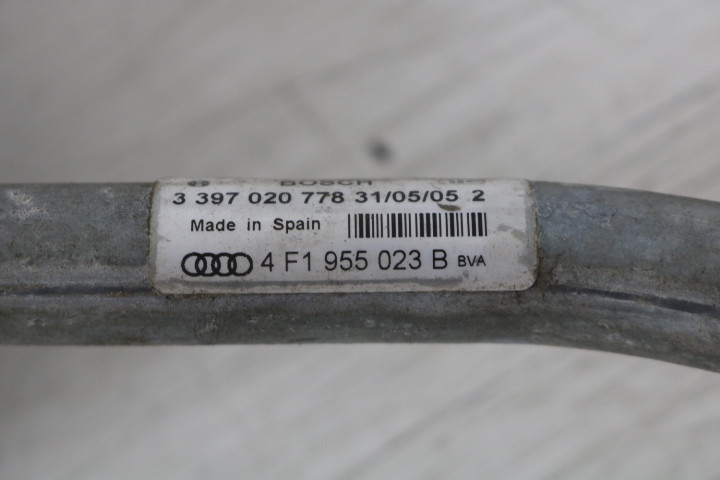 BOSCH
3 397 020 778 31/05/05 2
Made in Spain
4 F1 955 023 B BVA